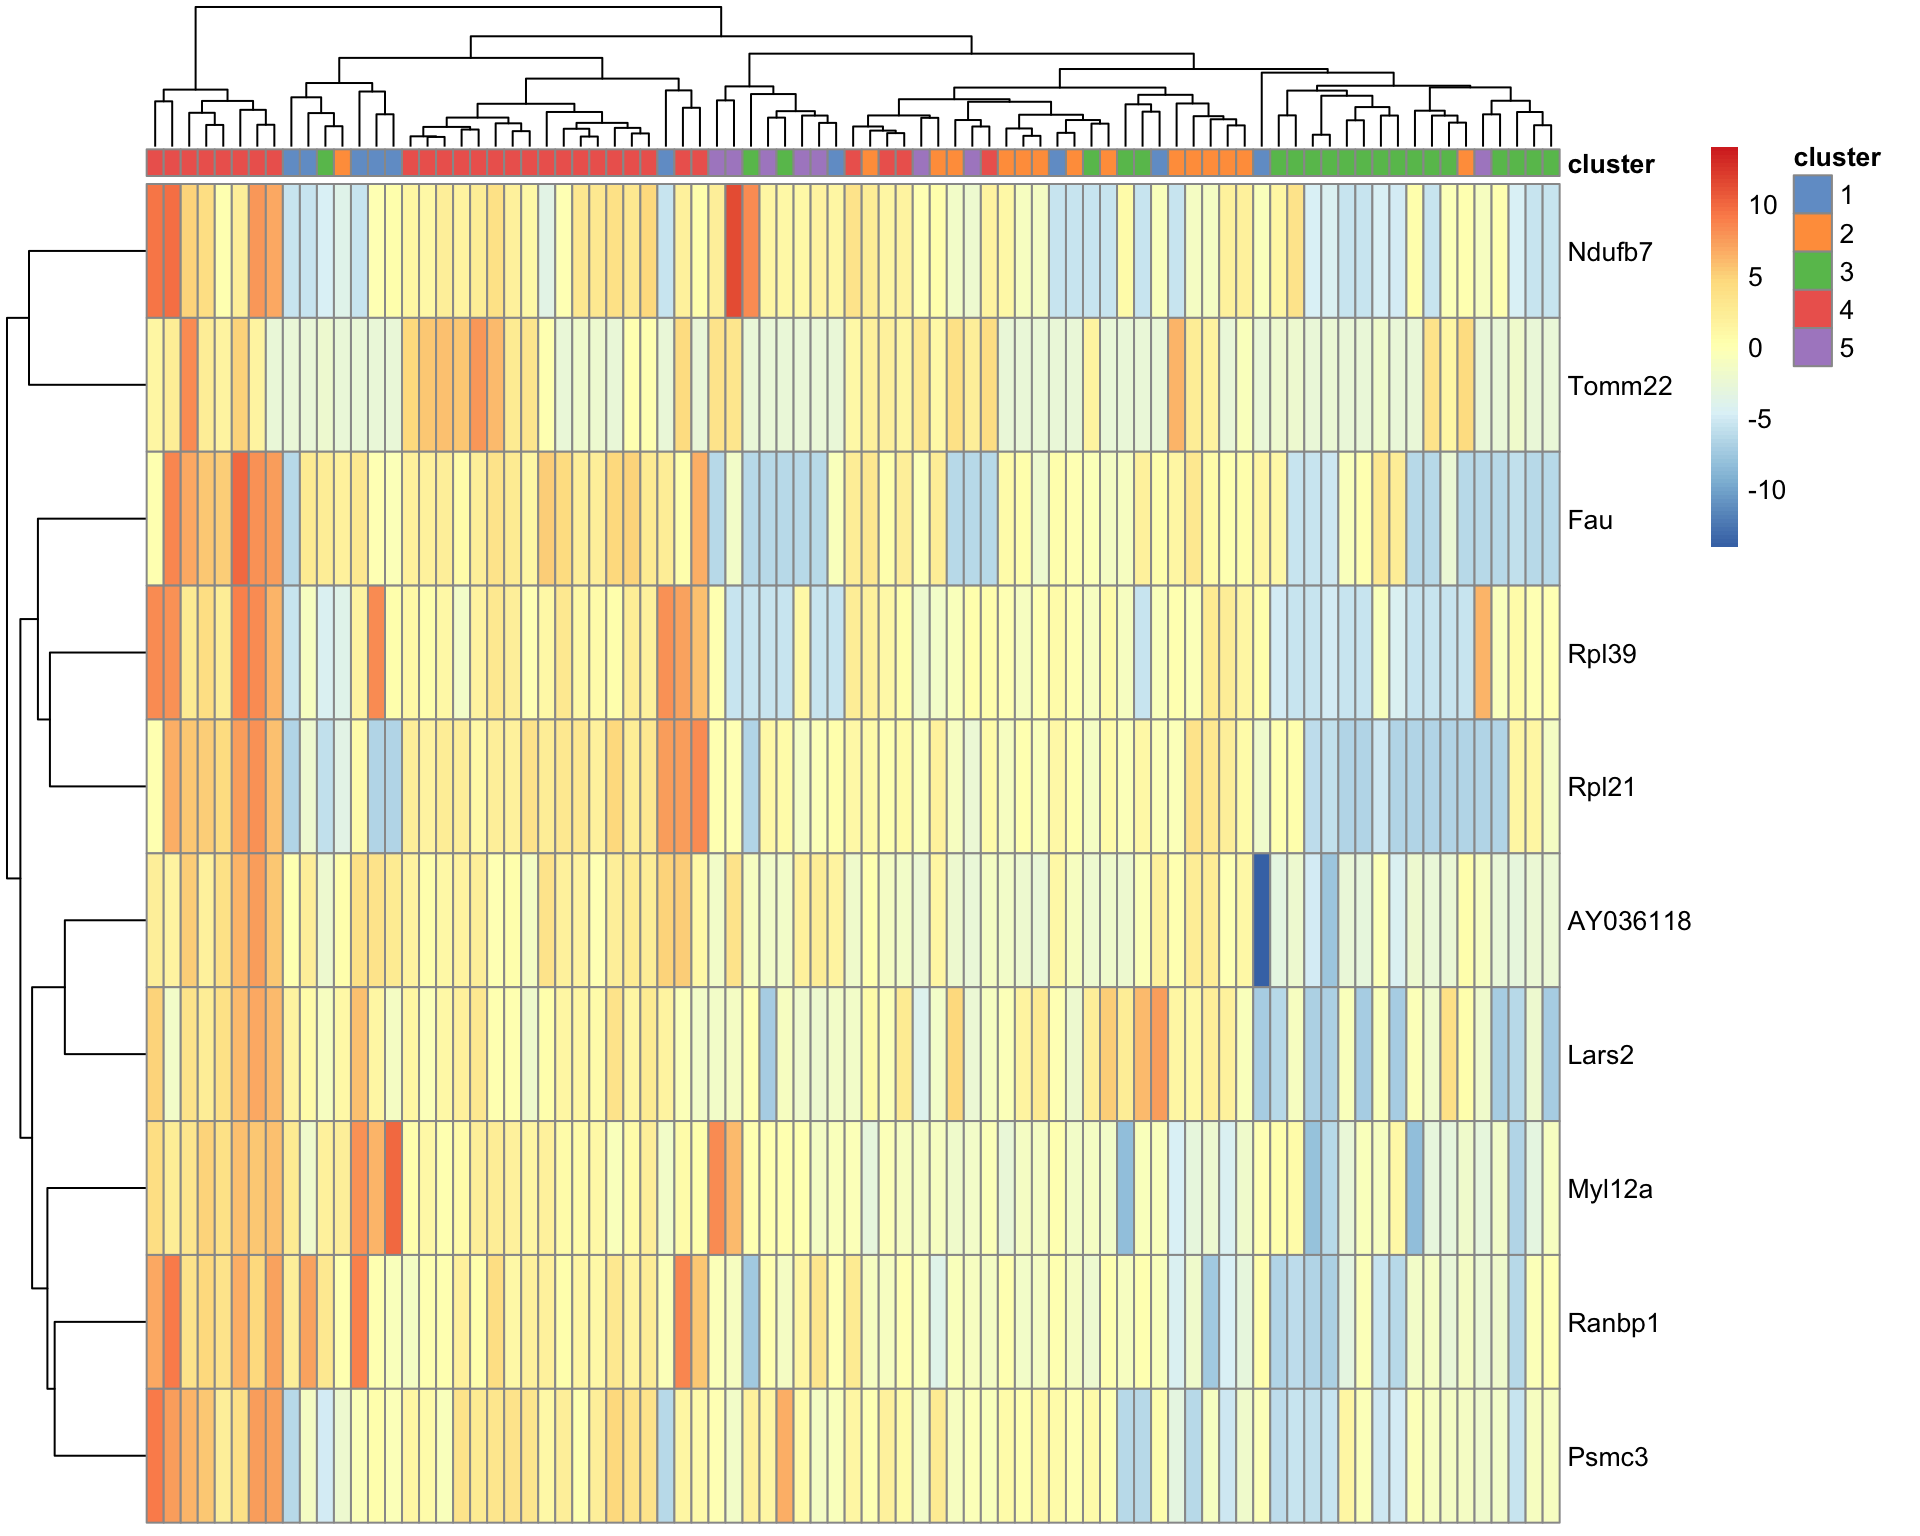 cluster
Ndufb7
Tomm22
Fau
Rpl39
Rpl21
AY036118
Lars2
Myl12a
Ranbp1
Psmc3
10
5
0
-5
-10
cluster
1
2
3
4
5